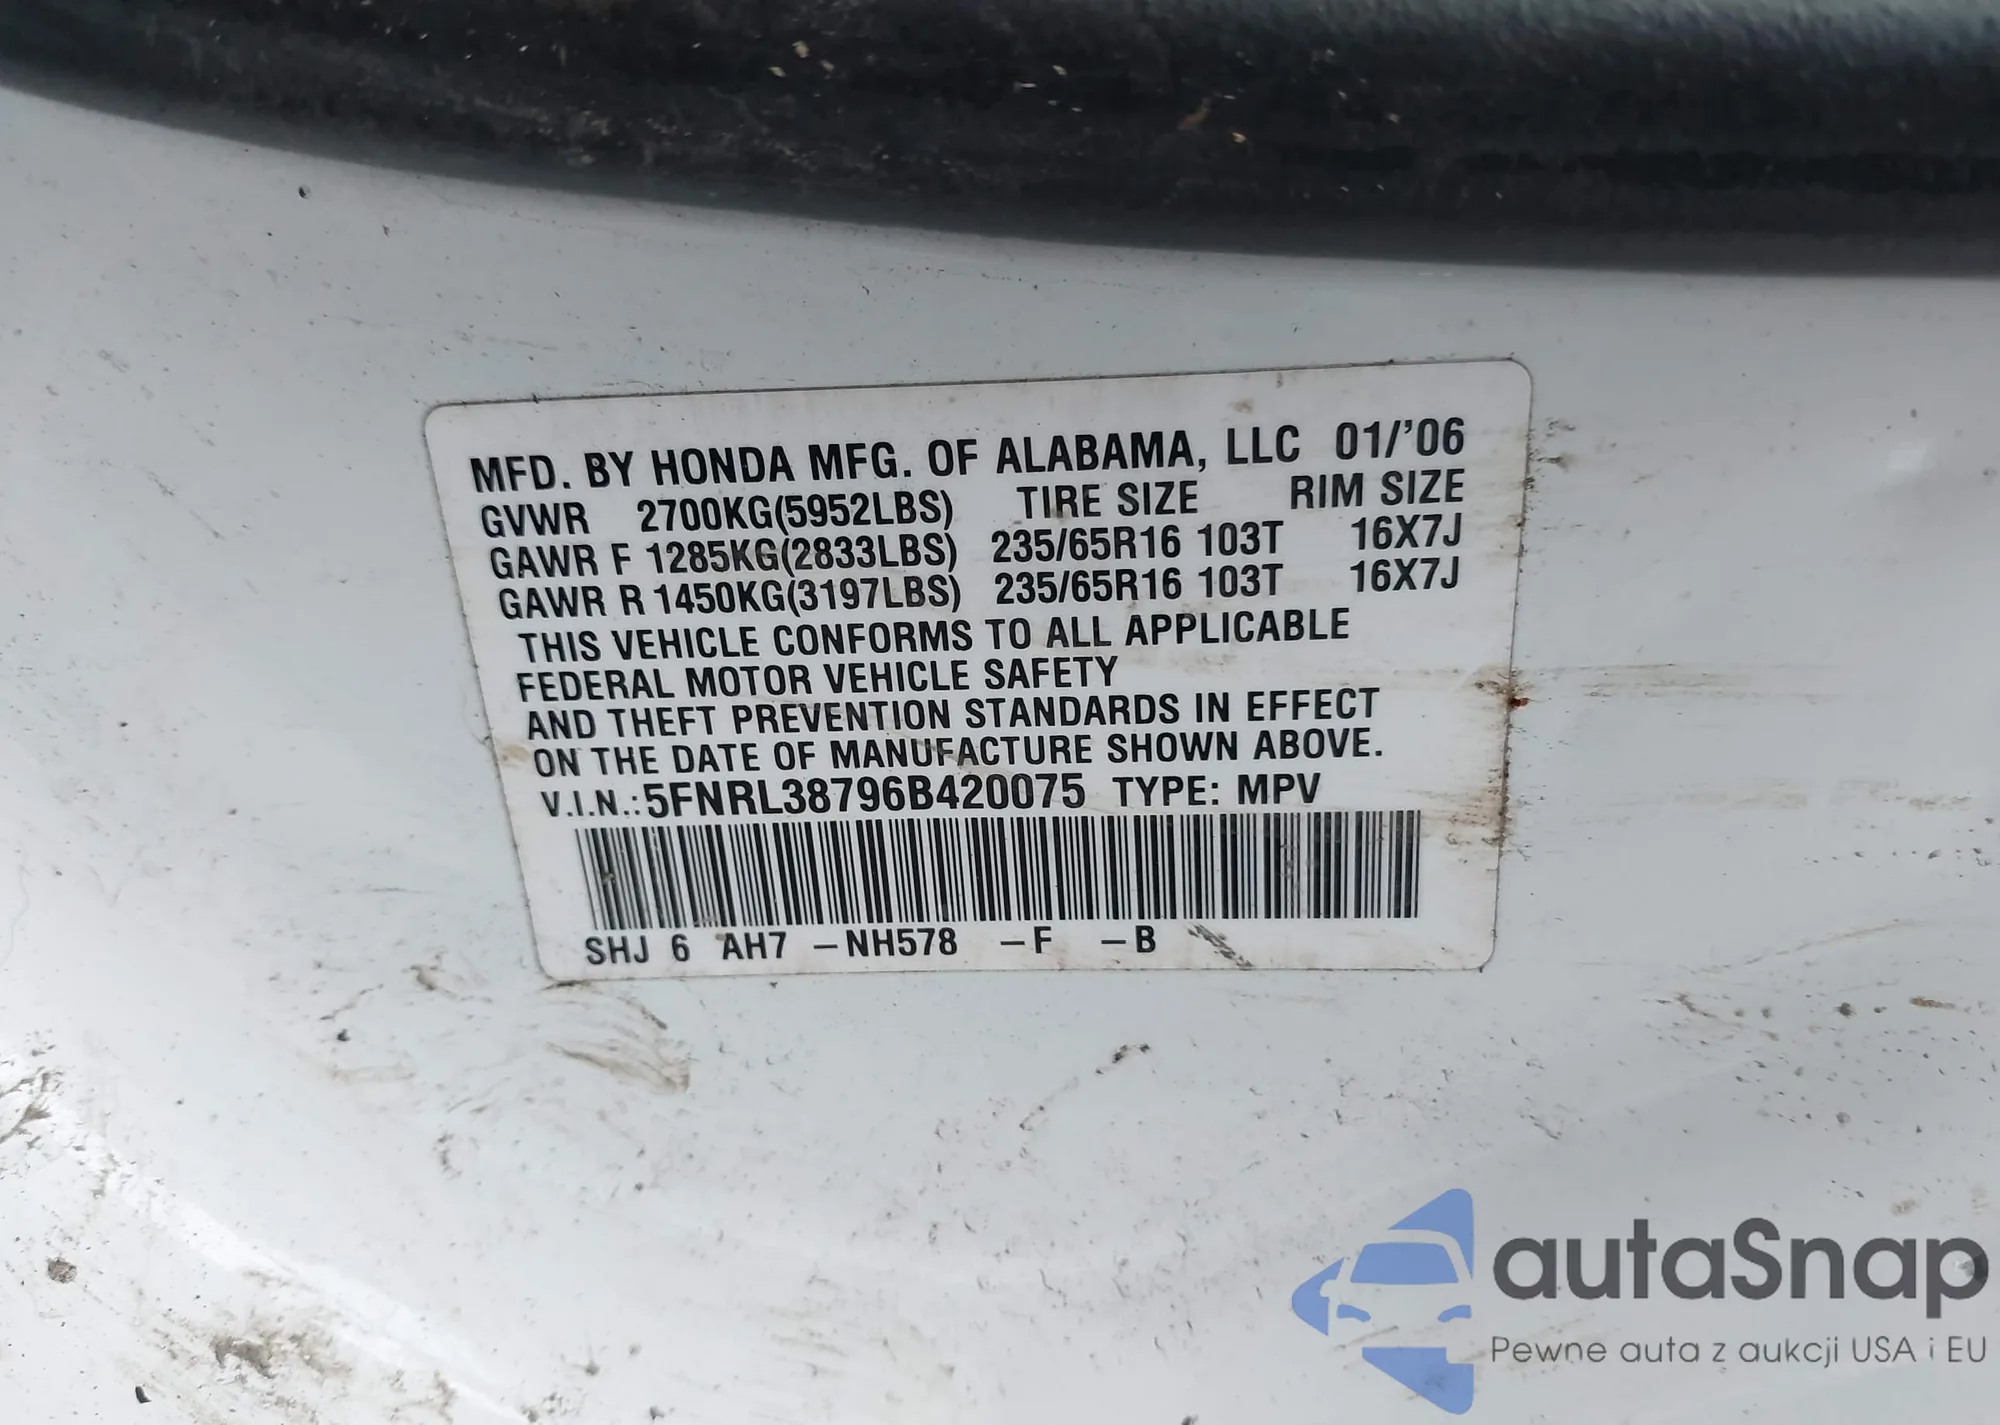 MFD. BY HONDA MFG. OF ALABAMA, LLC 01/'06
GVWR 2700KG(5952LBS) TIRE SIZE RIM SIZE
GAWR F 1285KG(2833LBS) 235/65R16 103T 16X7J
GAWR R 1450KG(3197LBS) 235/65R16 103T 16X7J
THIS VEHICLE CONFORMS TO ALL APPLICABLE
FEDERAL MOTOR VEHICLE SAFETY
AND THEFT PREVENTION STANDARDS IN EFFECT
ON THE DATE OF MANUFACTURE SHOWN ABOVE.
V.I.N.:5FNRL38796B420075 TYPE: MPV
SHJ 6 AH7 –NH578 –F –B
autaSnap
Pewne auta z aukcji USA i EU